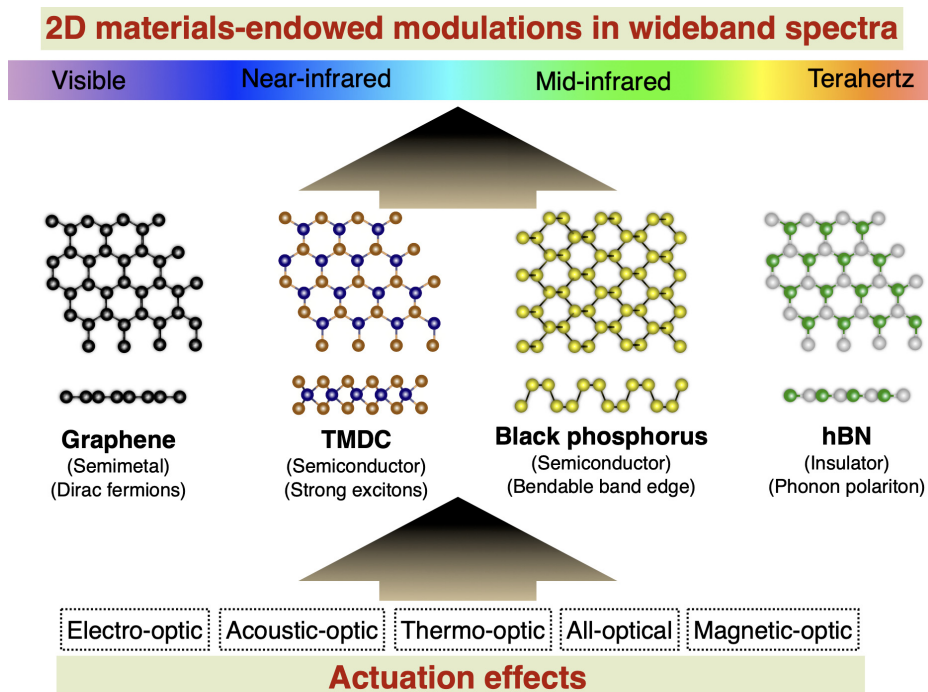 2D materials-endowed modulations in wideband spectra
Visible Near-infrared Mid-infrared Terahertz
Graphene TMDC Black phosphorus hBN
(Semimetal) (Semiconductor) (Semiconductor) (Insulator)
(Dirac fermions) (Strong excitons) (Bendable band edge) (Phonon polariton)
Electro-optic Acoustic-optic Thermo-optic All-optical Magnetic-optic
Actuation effects